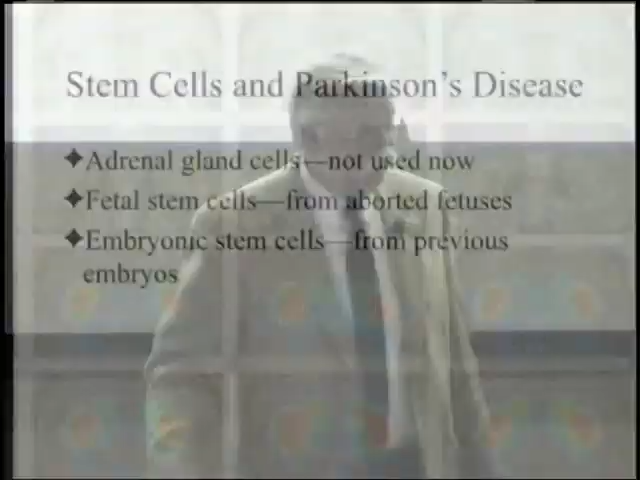 Stem Cells and Parkinson's Disease
Adrenal gland cells—not used now
Fetal stem cells—from aborted fetuses
Embryonic stem cells—from previous
embryos